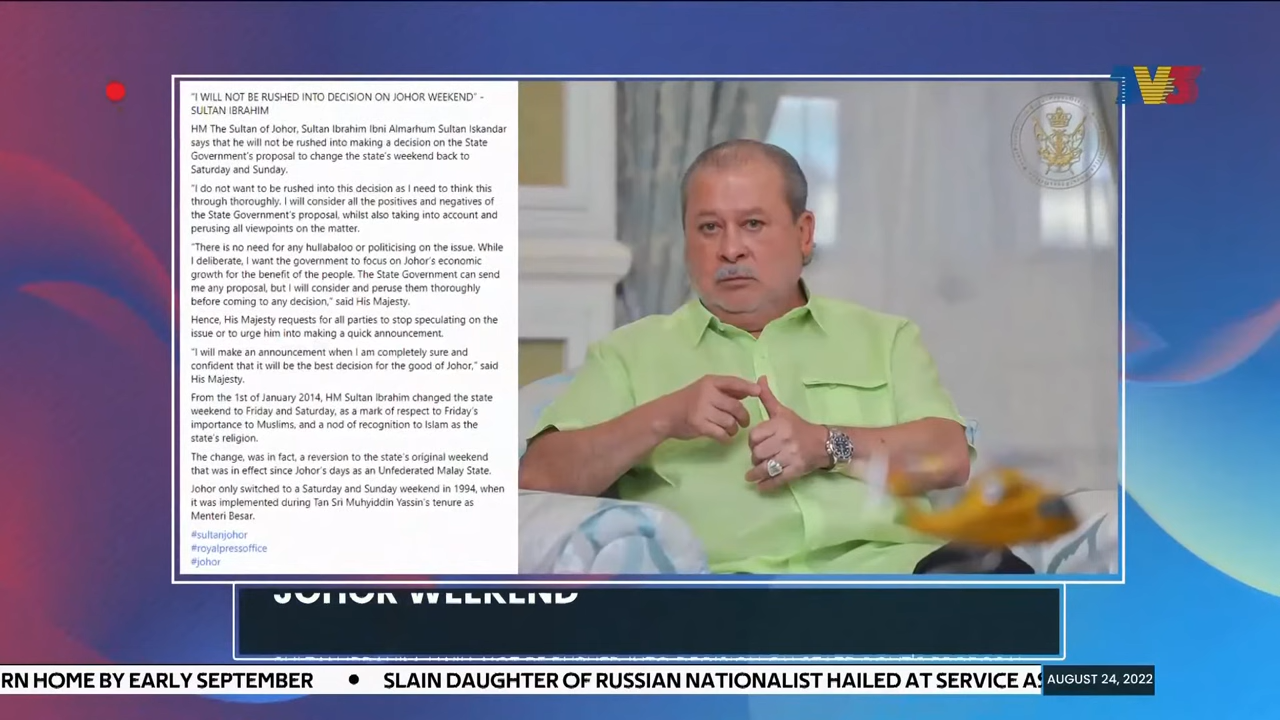 "I WILL NOT BE RUSHED INTO DECISION ON JOHOR WEEKEND" -
SULTAN IBRAHIM
HM The Sultan of Johor, Sultan Ibrahim Ibni Almarhum Sultan Iskandar
says that he will not be rushed into making a decision on the State
Government's proposal to change the state's weekend back to
Saturday and Sunday.
"I do not want to be rushed into this decision as I need to think this
through thoroughly. I will consider all the positives and negatives of
the State Government's proposal, whilst also taking into account and
perusing all viewpoints on the matter.
"There is no need for any hullabaloo or politicising on the issue. While
I deliberate, I want the government to focus on Johor's economic
growth for the benefit of the people. The State Government can send
me any proposal, but I will consider and peruse them thoroughly
before coming to any decision," said His Majesty.
Hence, His Majesty requests for all parties to stop speculating on the
issue or to urge him into making a quick announcement.
"I will make an announcement when I am completely sure and
confident that it will be the best decision for the good of Johor," said
His Majesty.
From the 1st of January 2014, HM Sultan Ibrahim changed the state
weekend to Friday and Saturday, as a mark of respect to Friday's
importance to Muslims, and a nod of recognition to Islam as the
state's religion.
The change, was in fact, a reversion to the state's original weekend
that was in effect since Johor's days as an Unfederated Malay State.
Johor only switched to a Saturday and Sunday weekend in 1994, when
it was implemented during Tan Sri Muhyiddin Yassin's tenure as
Menteri Besar.
#sultanjohor
#royalpressoffice
#johor
TV3
JOHOR WEEKEND
RN HOME BY EARLY SEPTEMBER • SLAIN DAUGHTER OF RUSSIAN NATIONALIST HAILED AT SERVICE AS
AUGUST 24, 2022